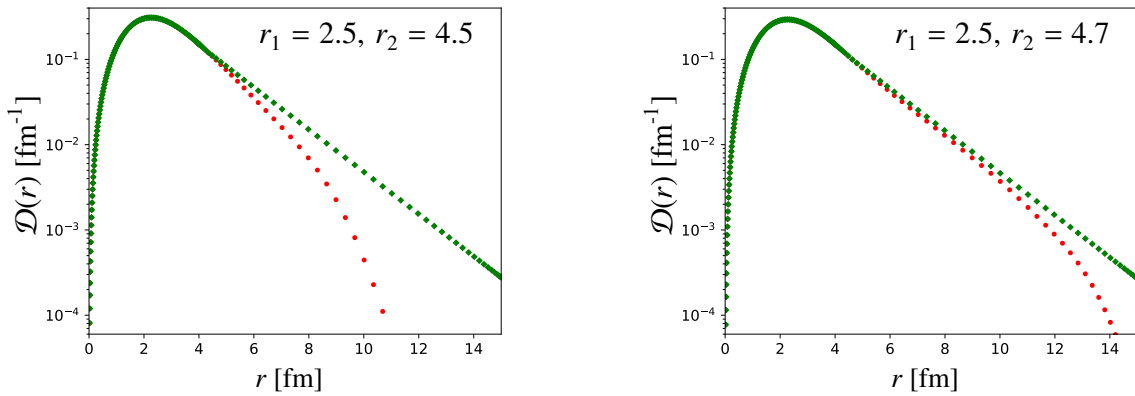 r₁ = 2.5, r₂ = 4.5
𝒟(r) [fm⁻¹]
10⁻¹
10⁻²
10⁻³
10⁻⁴
0 2 4 6 8 10 12 14
r [fm]
r₁ = 2.5, r₂ = 4.7
𝒟(r) [fm⁻¹]
10⁻¹
10⁻²
10⁻³
10⁻⁴
0 2 4 6 8 10 12 14
r [fm]